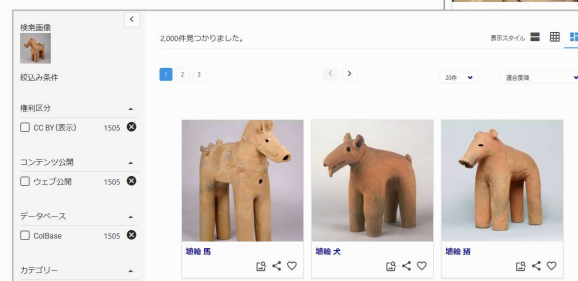 検索画像
2,000件見つかりました。
表示スタイル
絞込み条件
1 2 3
20件
適合度順
権利区分
CC BY (表示) 1505
コンテンツ公開
ウェブ公開 1505
データベース
ColBase 1505
カテゴリー
埴輪 馬
埴輪 犬
埴輪 猪